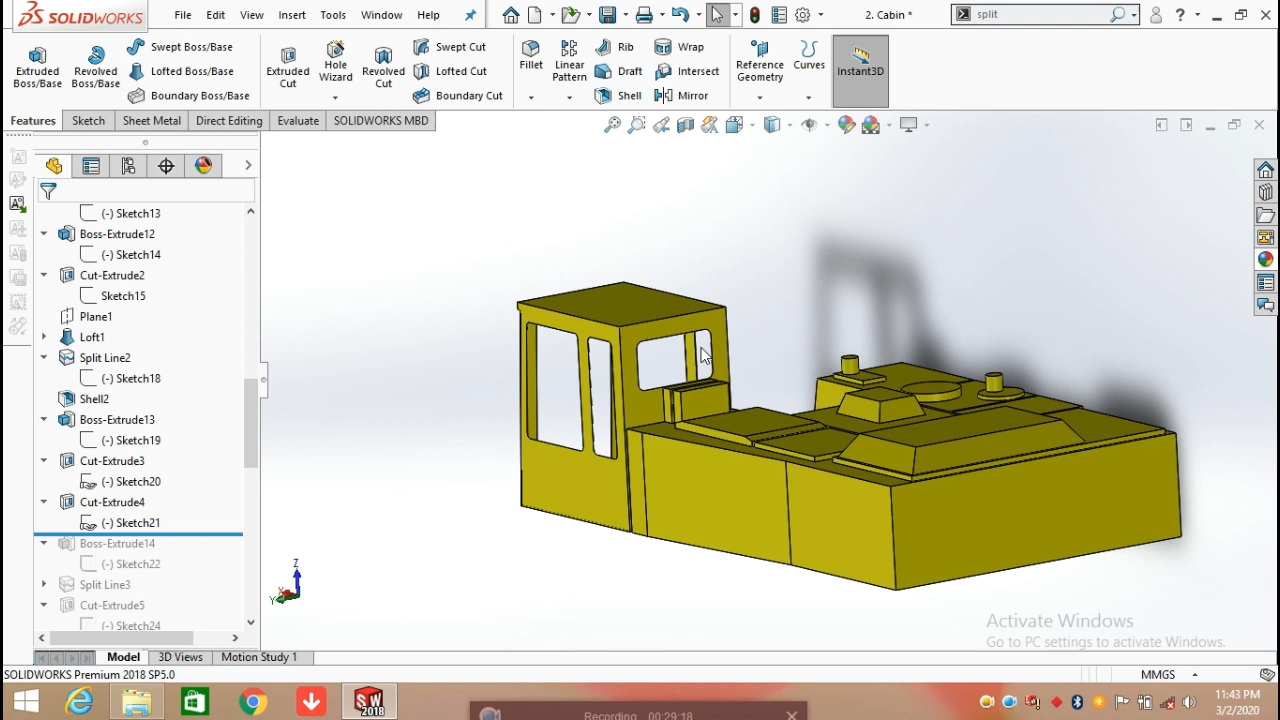 SOLIDWORKS File Edit View Insert Tools Window Help 2. Cabin * split
Extruded Boss/Base
Revolved Boss/Base
Swept Boss/Base
Lofted Boss/Base
Boundary Boss/Base
Extruded Cut
Hole Wizard
Revolved Cut
Swept Cut
Lofted Cut
Boundary Cut
Fillet
Linear Pattern
Rib
Draft
Shell
Wrap
Intersect
Mirror
Reference Geometry
Curves
Instant3D
Features Sketch Sheet Metal Direct Editing Evaluate SOLIDWORKS MBD
(-) Sketch13
Boss-Extrude12
(-) Sketch14
Cut-Extrude2
Sketch15
Plane1
Loft1
Split Line2
(-) Sketch18
Shell2
Boss-Extrude13
(-) Sketch19
Cut-Extrude3
(-) Sketch20
Cut-Extrude4
(-) Sketch21
Boss-Extrude14
(-) Sketch22
Split Line3
Cut-Extrude5
(-) Sketch24
Z
X
Y
Activate Windows
Go to PC settings to activate Windows.
Model 3D Views Motion Study 1
SOLIDWORKS Premium 2018 SP5.0 MMGS
SW
2018
Recording 00:29:18
11:43 PM
3/2/2020